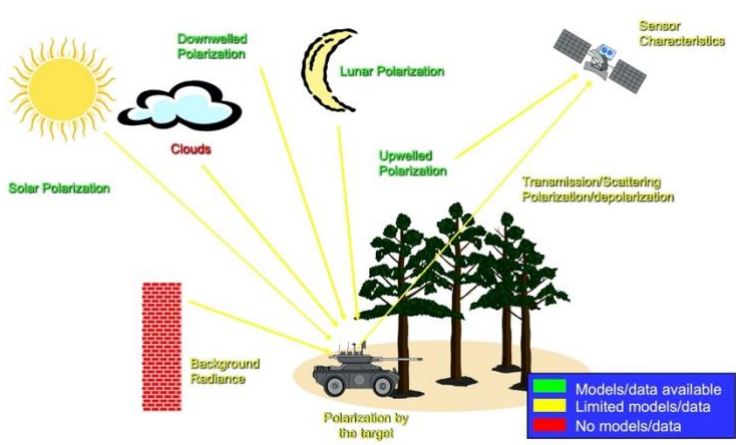 Downwelled
Polarization
Sensor
Characteristics
Lunar Polarization
Clouds
Upwelled
Polarization
Solar Polarization
Transmission/Scattering
Polarization/depolarization
Background
Radiance
Polarization by
the target
Models/data available
Limited models/data
No models/data